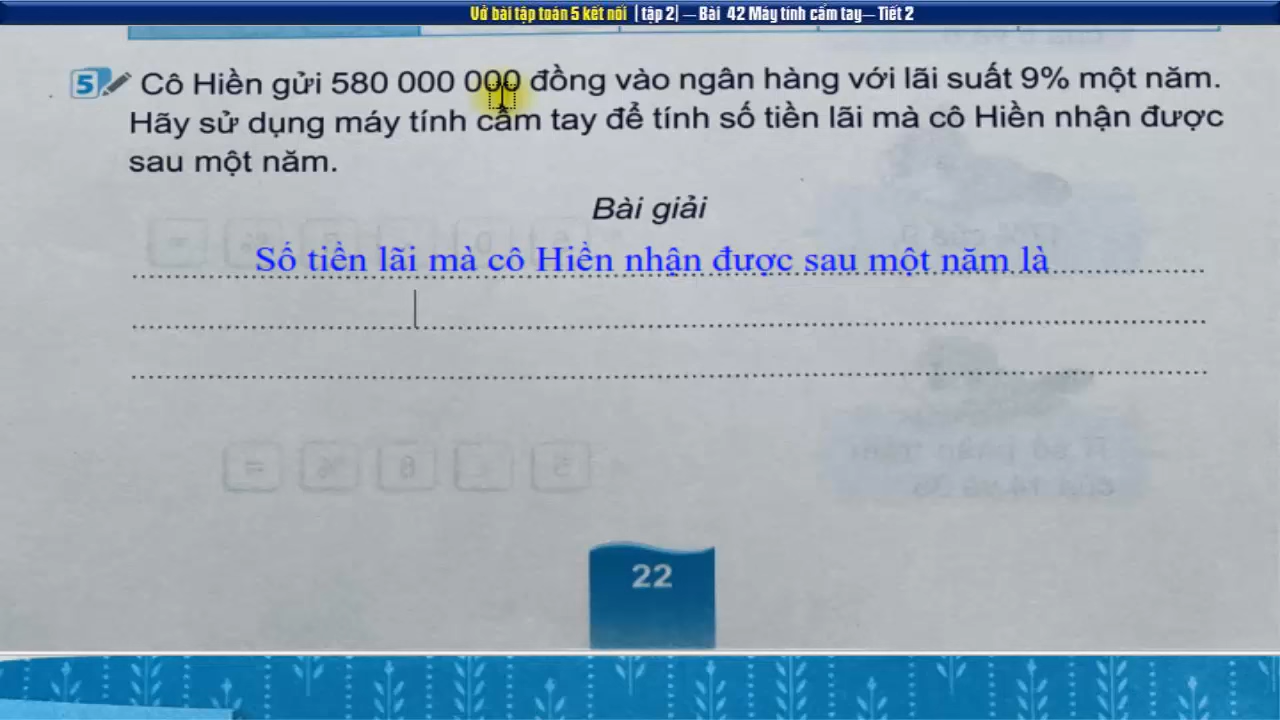 Vở bài tập toán 5 kết nối (tập 2) – Bài 42 Máy tính cầm tay– Tiết 2
5 Cô Hiền gửi 580 000 000 đồng vào ngân hàng với lãi suất 9% một năm.
Hãy sử dụng máy tính cầm tay để tính số tiền lãi mà cô Hiền nhận được
sau một năm.
Bài giải
Số tiền lãi mà cô Hiền nhận được sau một năm là
22